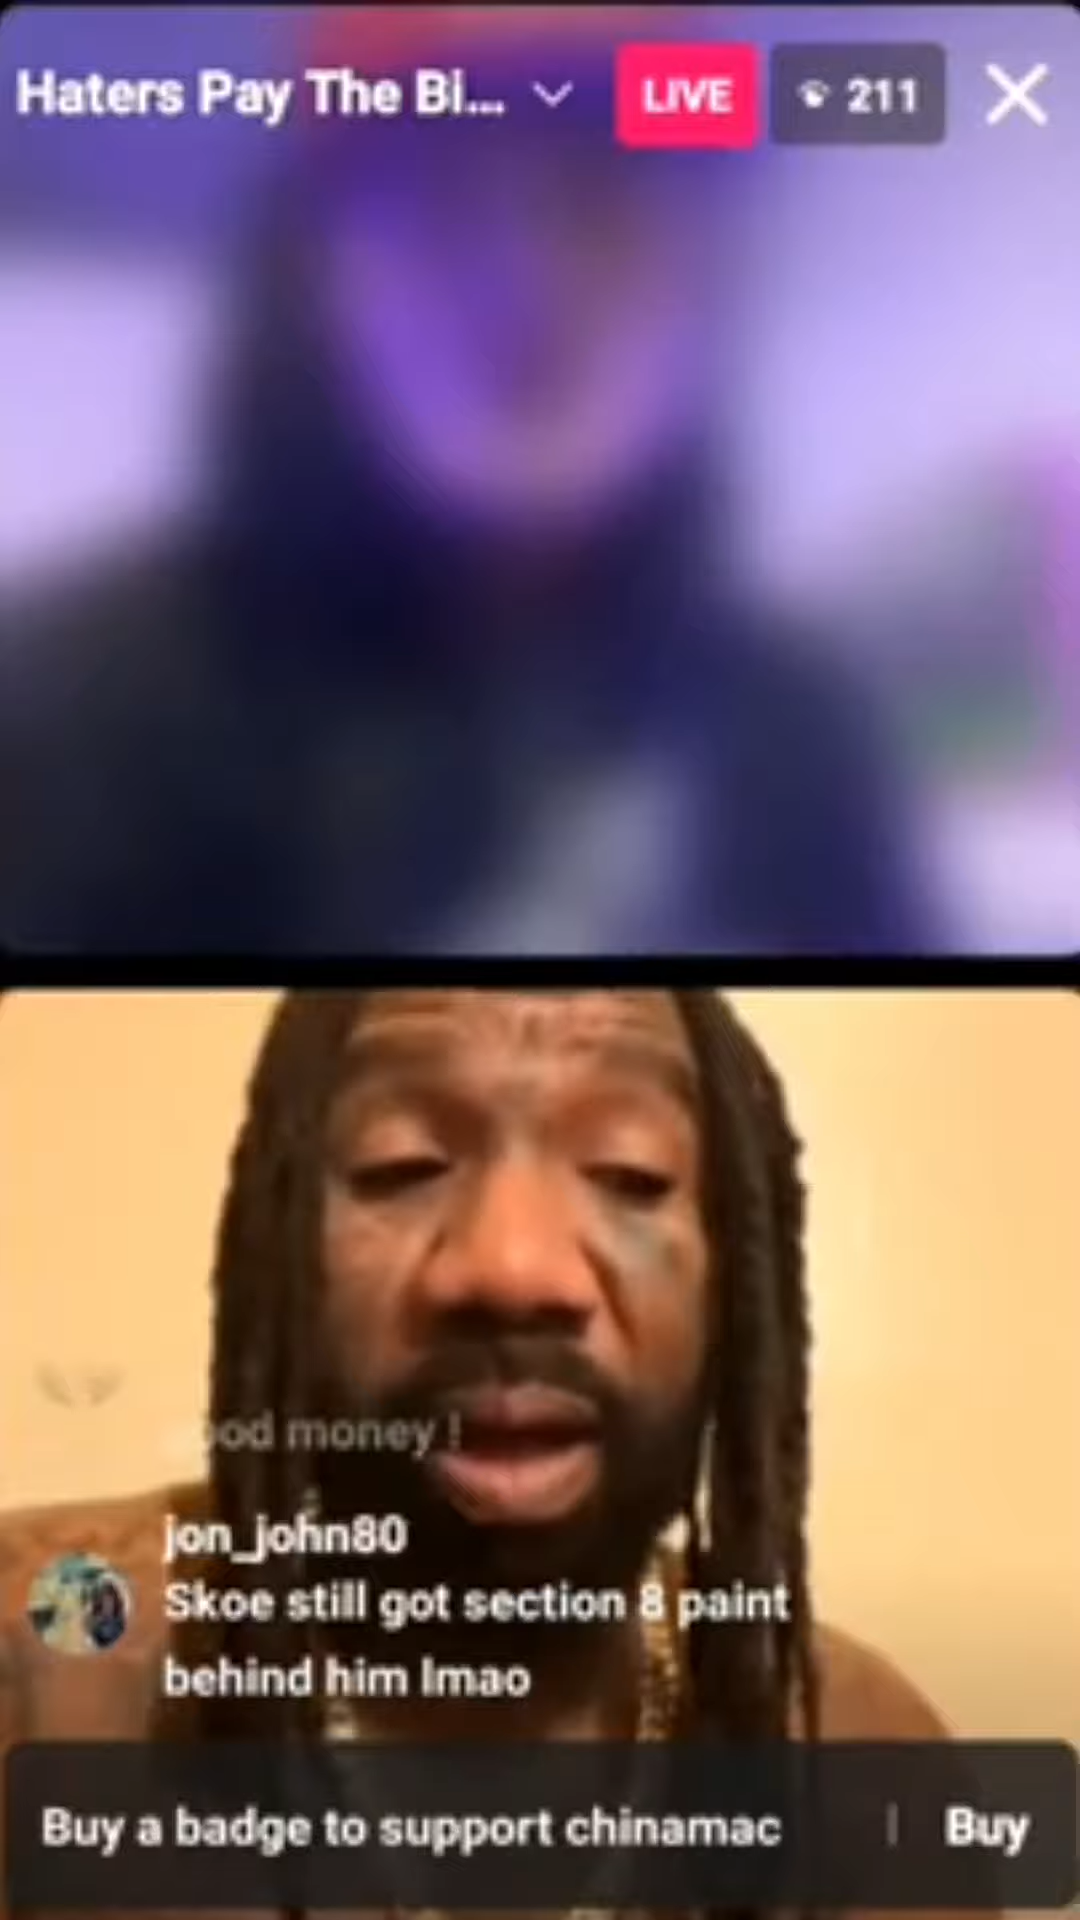 Haters Pay The Bi...
LIVE
211
ood money !
jon_john80
Skoe still got section 8 paint
behind him lmao
Buy a badge to support chinamac
Buy